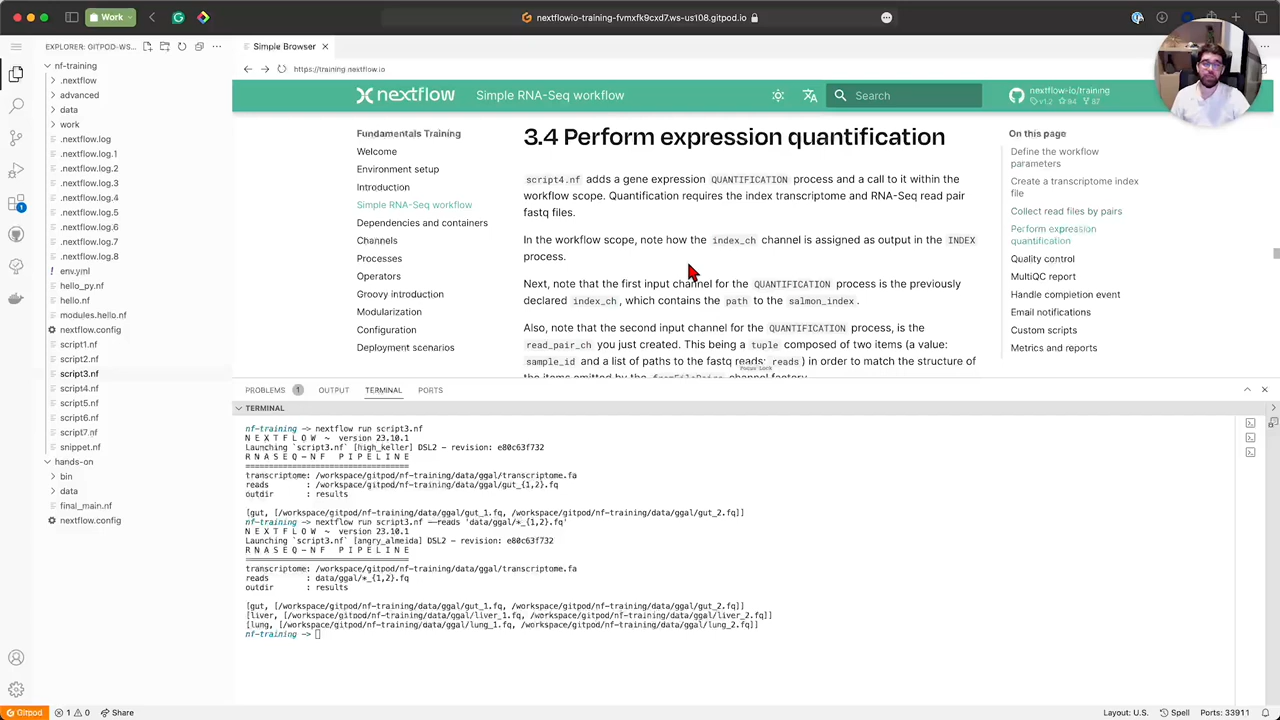 Work
nextflowio-training-fvmxfk9cxd7.ws-us108.gitpod.io
EXPLORER: GITPOD-WS...
nf-training
.nextflow
advanced
data
work
.nextflow.log
.nextflow.log.1
.nextflow.log.2
.nextflow.log.3
.nextflow.log.4
.nextflow.log.5
.nextflow.log.6
.nextflow.log.7
.nextflow.log.8
! env.yml
hello_py.nf
hello.nf
modules.hello.nf
nextflow.config
script1.nf
script2.nf
script3.nf
script4.nf
script5.nf
script6.nf
script7.nf
snippet.nf
hands-on
bin
data
final_main.nf
nextflow.config
1
Simple Browser
https://training.nextflow.io
nextflow
Simple RNA-Seq workflow
Search
nextflow-io/training
v1.2 94 87
Fundamentals Training
Welcome
Environment setup
Introduction
Simple RNA-Seq workflow
Dependencies and containers
Channels
Processes
Operators
Groovy introduction
Modularization
Configuration
Deployment scenarios
3.4 Perform expression quantification
script4.nf adds a gene expression QUANTIFICATION process and a call to it within the
workflow scope. Quantification requires the index transcriptome and RNA-Seq read pair
fastq files.
In the workflow scope, note how the index_ch channel is assigned as output in the INDEX
process.
Next, note that the first input channel for the QUANTIFICATION process is the previously
declared index_ch, which contains the path to the salmon_index.
Also, note that the second input channel for the QUANTIFICATION process, is the
read_pair_ch you just created. This being a tuple composed of two items (a value:
sample_id and a list of paths to the fastq reads: reads) in order to match the structure of
the items emitted by the fromFilePairs channel factory.
Focus Lock
On this page
Define the workflow
parameters
Create a transcriptome index
file
Collect read files by pairs
Perform expression
quantification
Quality control
MultiQC report
Handle completion event
Email notifications
Custom scripts
Metrics and reports
PROBLEMS 1 OUTPUT TERMINAL PORTS
TERMINAL
nf-training -> nextflow run script3.nf
N E X T F L O W ~ version 23.10.1
Launching `script3.nf` [high_keller] DSL2 - revision: e80c63f732
R N A S E Q - N F P I P E L I N E
===================================
transcriptome: /workspace/gitpod/nf-training/data/ggal/transcriptome.fa
reads : /workspace/gitpod/nf-training/data/ggal/gut_{1,2}.fq
outdir : results
[gut, [/workspace/gitpod/nf-training/data/ggal/gut_1.fq, /workspace/gitpod/nf-training/data/ggal/gut_2.fq]]
nf-training -> nextflow run script3.nf --reads 'data/ggal/*_{1,2}.fq'
N E X T F L O W ~ version 23.10.1
Launching `script3.nf` [angry_almeida] DSL2 - revision: e80c63f732
R N A S E Q - N F P I P E L I N E
===================================
transcriptome: /workspace/gitpod/nf-training/data/ggal/transcriptome.fa
reads : data/ggal/*_{1,2}.fq
outdir : results
[gut, [/workspace/gitpod/nf-training/data/ggal/gut_1.fq, /workspace/gitpod/nf-training/data/ggal/gut_2.fq]]
[liver, [/workspace/gitpod/nf-training/data/ggal/liver_1.fq, /workspace/gitpod/nf-training/data/ggal/liver_2.fq]]
[lung, [/workspace/gitpod/nf-training/data/ggal/lung_1.fq, /workspace/gitpod/nf-training/data/ggal/lung_2.fq]]
nf-training ->
Gitpod 1 0 Share
Layout: U.S. Spell Ports: 33911